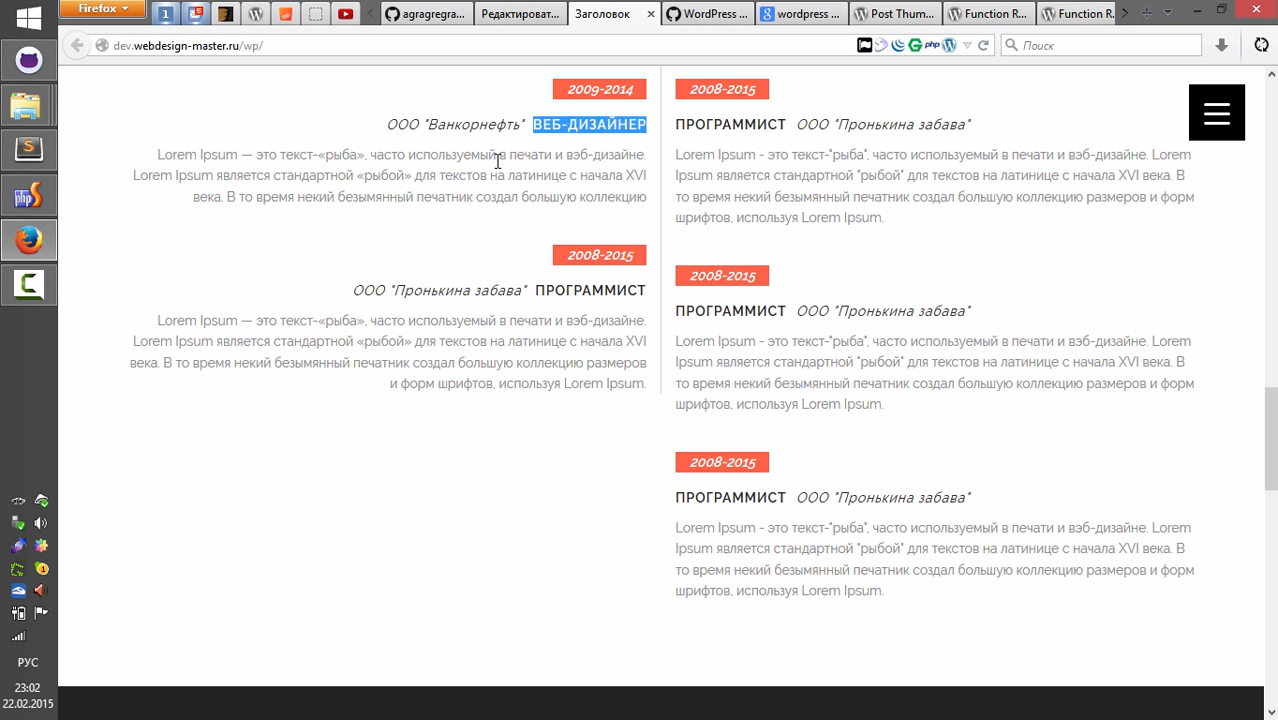 Firefox
agragregra...
Редактироват...
Заголовок
WordPress ...
wordpress ...
Post Thum...
Function R...
Function R...
dev.webdesign-master.ru/wp/
php
Поиск
2009-2014
ООО "Ванкорнефть" ВЕБ-ДИЗАЙНЕР
Lorem Ipsum — это текст-«рыба», часто используемый в печати и вэб-дизайне.
Lorem Ipsum является стандартной «рыбой» для текстов на латинице с начала XVI
века. В то время некий безымянный печатник создал большую коллекцию
2008-2015
ООО "Пронькина забава" ПРОГРАММИСТ
Lorem Ipsum — это текст-«рыба», часто используемый в печати и вэб-дизайне.
Lorem Ipsum является стандартной «рыбой» для текстов на латинице с начала XVI
века. В то время некий безымянный печатник создал большую коллекцию размеров
и форм шрифтов, используя Lorem Ipsum.
2008-2015
ПРОГРАММИСТ ООО "Пронькина забава"
Lorem Ipsum - это текст-"рыба", часто используемый в печати и вэб-дизайне. Lorem
Ipsum является стандартной "рыбой" для текстов на латинице с начала XVI века. В
то время некий безымянный печатник создал большую коллекцию размеров и форм
шрифтов, используя Lorem Ipsum.
2008-2015
ПРОГРАММИСТ ООО "Пронькина забава"
Lorem Ipsum - это текст-"рыба", часто используемый в печати и вэб-дизайне. Lorem
Ipsum является стандартной "рыбой" для текстов на латинице с начала XVI века. В
то время некий безымянный печатник создал большую коллекцию размеров и форм
шрифтов, используя Lorem Ipsum.
2008-2015
ПРОГРАММИСТ ООО "Пронькина забава"
Lorem Ipsum - это текст-"рыба", часто используемый в печати и вэб-дизайне. Lorem
Ipsum является стандартной "рыбой" для текстов на латинице с начала XVI века. В
то время некий безымянный печатник создал большую коллекцию размеров и форм
шрифтов, используя Lorem Ipsum.
РУС
23:02
22.02.2015